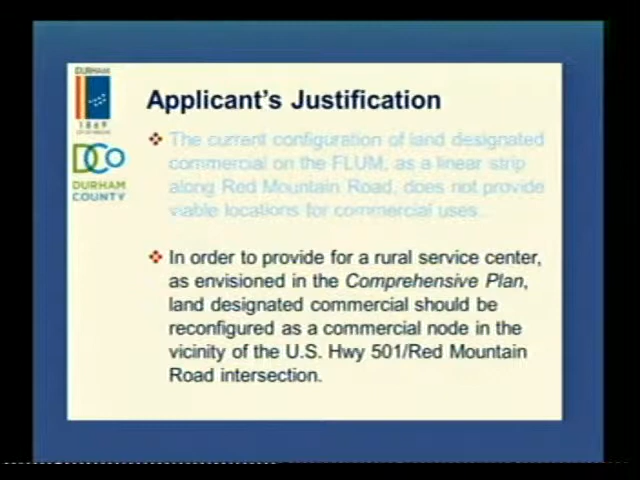 DURHAM
1869
DCO
DURHAM
COUNTY
Applicant's Justification
The current configuration of land designated
commercial on the FLUM, as a linear strip
along Red Mountain Road, does not provide
viable locations for commercial uses.
In order to provide for a rural service center,
as envisioned in the Comprehensive Plan,
land designated commercial should be
reconfigured as a commercial node in the
vicinity of the U.S. Hwy 501/Red Mountain
Road intersection.